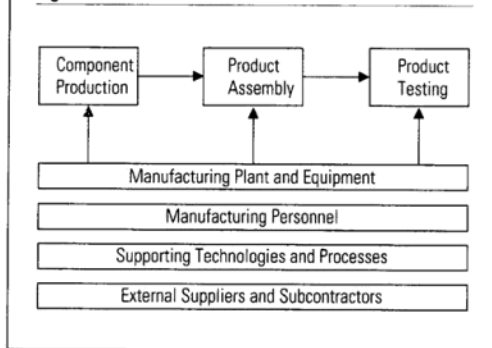 Component
Production
Product
Assembly
Product
Testing
Manufacturing Plant and Equipment
Manufacturing Personnel
Supporting Technologies and Processes
External Suppliers and Subcontractors